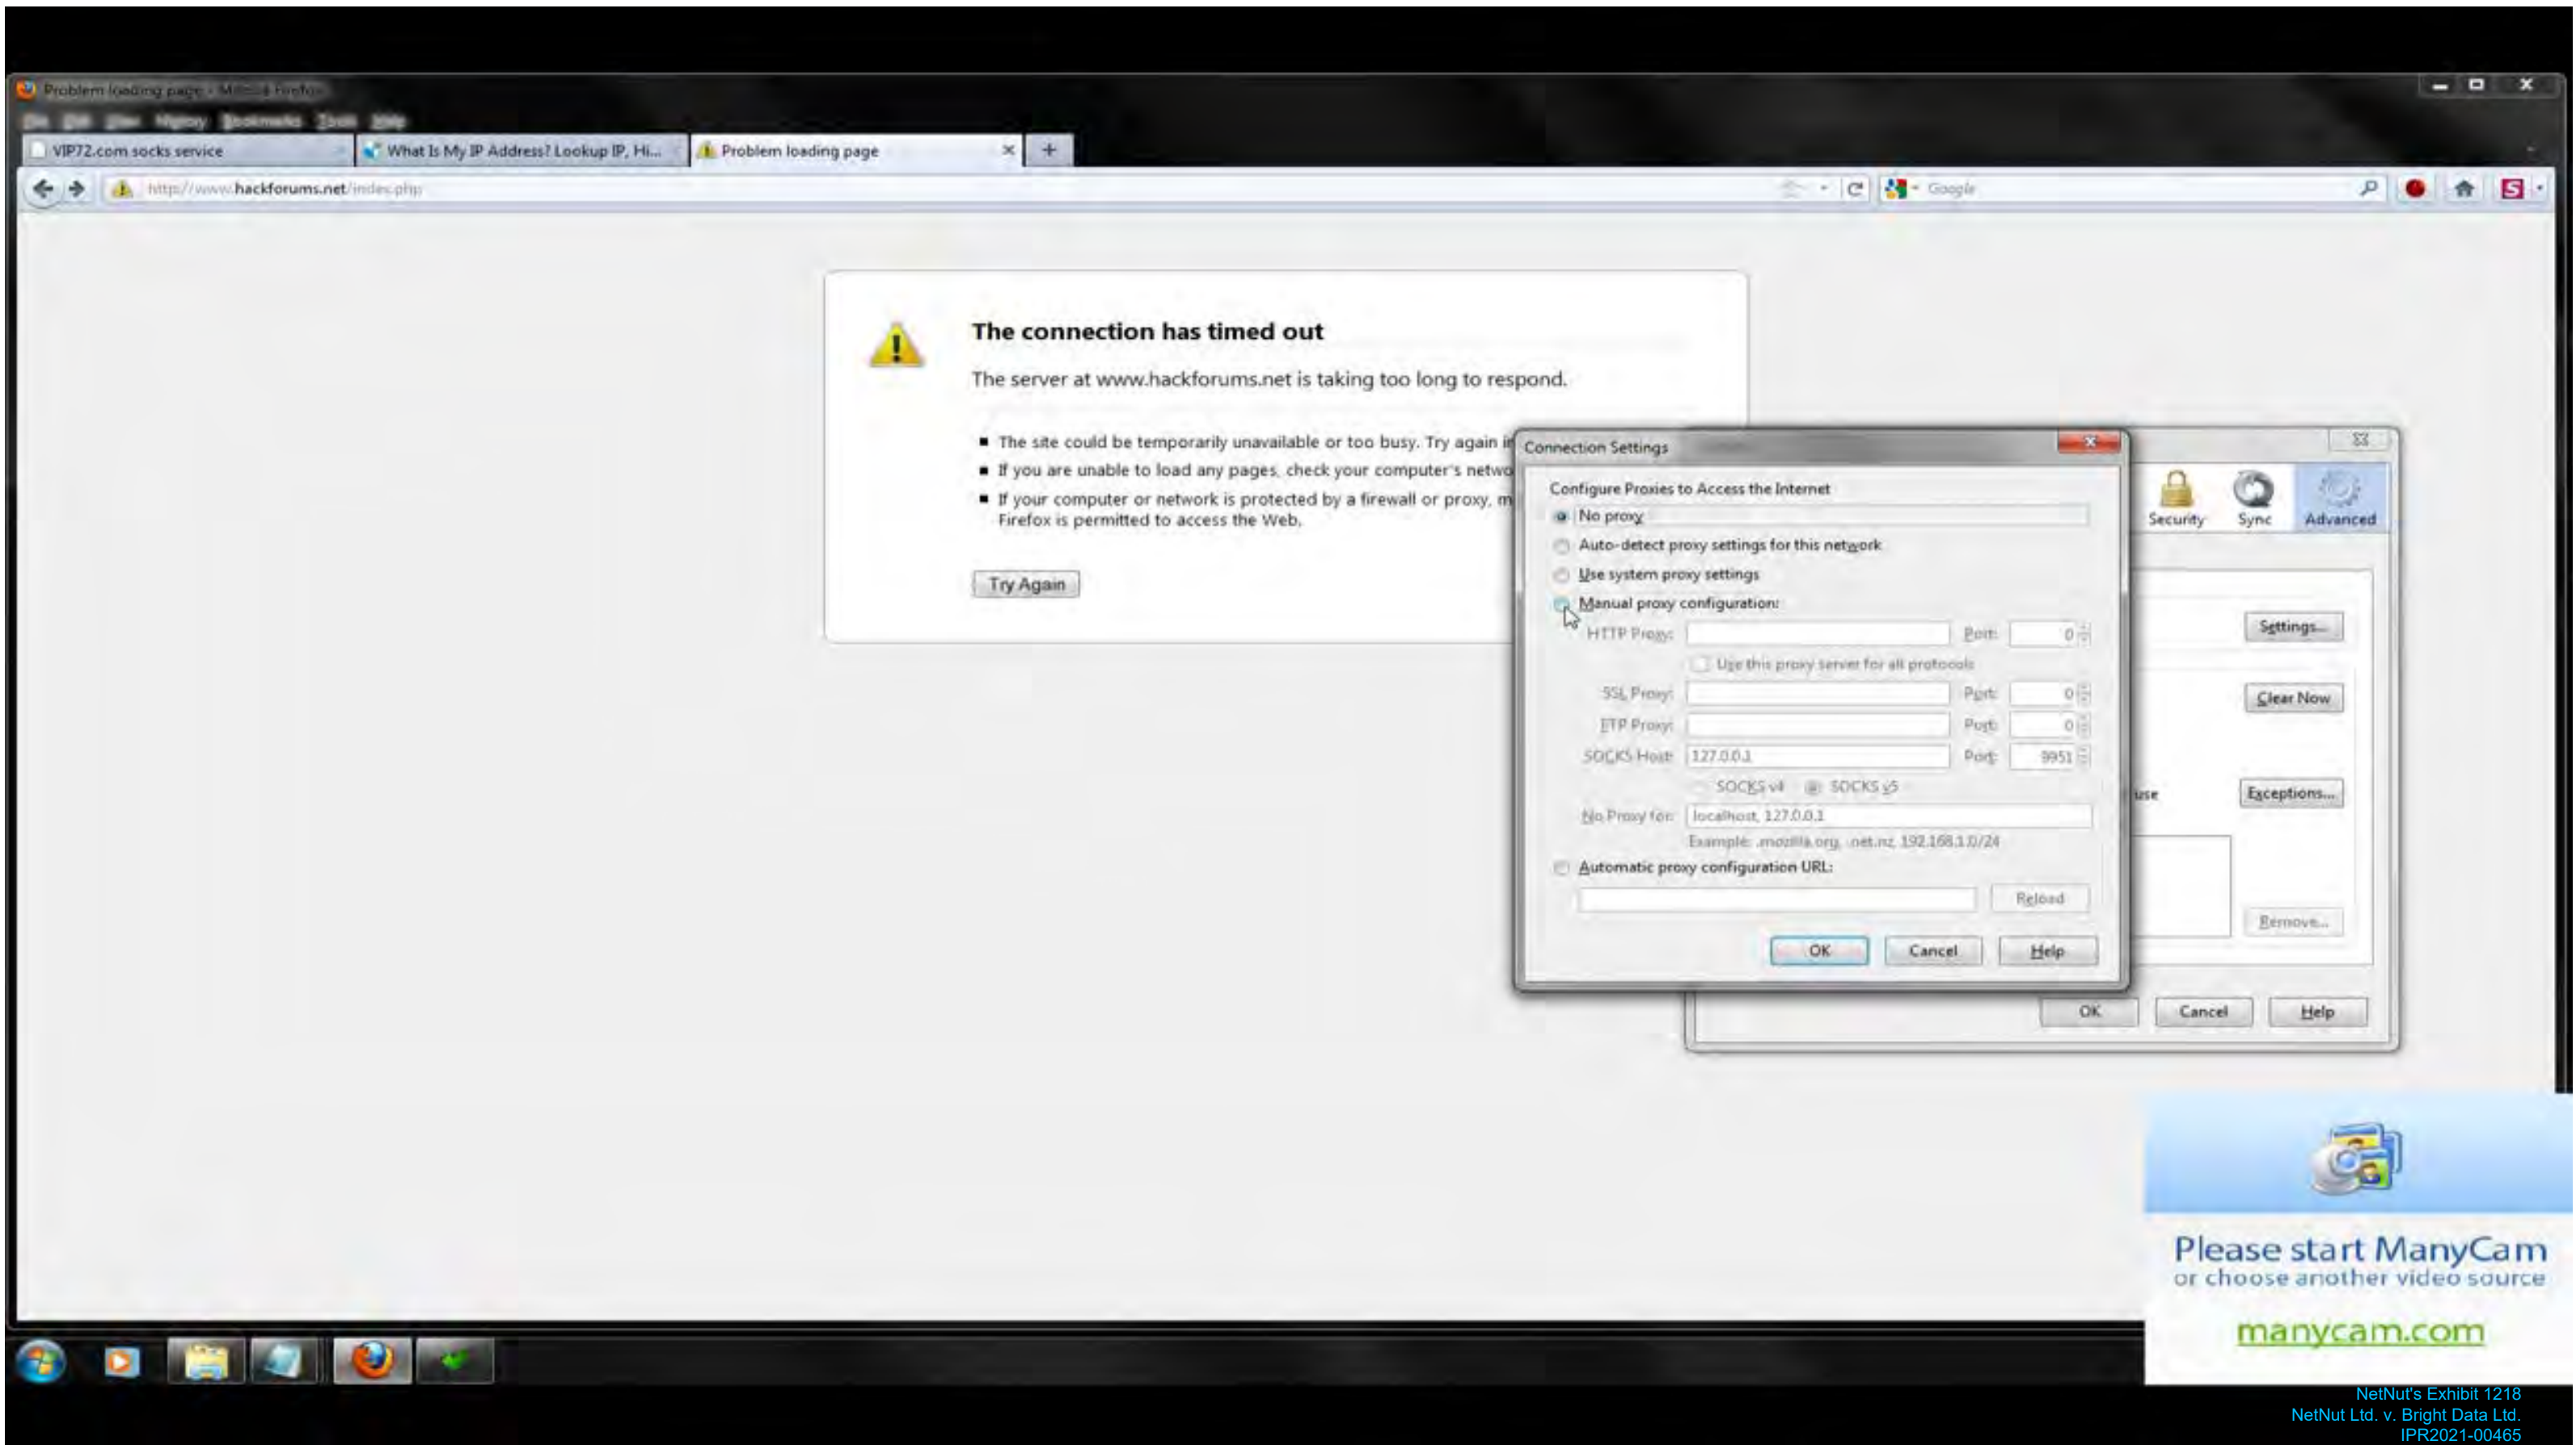 Problem loading page - Mozilla Firefox
History Bookmarks Tools Help
VIP72.com socks service
What Is My IP Address? Lookup IP, Hi...
Problem loading page
http://www.hackforums.net/index.php
Google
The connection has timed out
The server at www.hackforums.net is taking too long to respond.
The site could be temporarily unavailable or too busy. Try again
If you are unable to load any pages, check your computer's netwo
If your computer or network is protected by a firewall or proxy, m
Firefox is permitted to access the Web.
Try Again
Connection Settings
Configure Proxies to Access the Internet
No proxy
Auto-detect proxy settings for this network
Use system proxy settings
Manual proxy configuration:
HTTP Proxy: Port: 0
Use this proxy server for all protocols
SSL Proxy: Port: 0
FTP Proxy: Port: 0
SOCKS Host: 127.0.0.1 Port: 9951
SOCKS v4 SOCKS v5
No Proxy for: localhost, 127.0.0.1
Example: .mozilla.org, .net.nz, 192.168.1.0/24
Automatic proxy configuration URL:
Reload
OK Cancel Help
Security Sync Advanced
Settings...
Clear Now
use
Exceptions...
Remove...
OK Cancel Help
Please start ManyCam
or choose another video source
manycam.com
NetNut's Exhibit 1218
NetNut Ltd. v. Bright Data Ltd.
IPR2021-00465